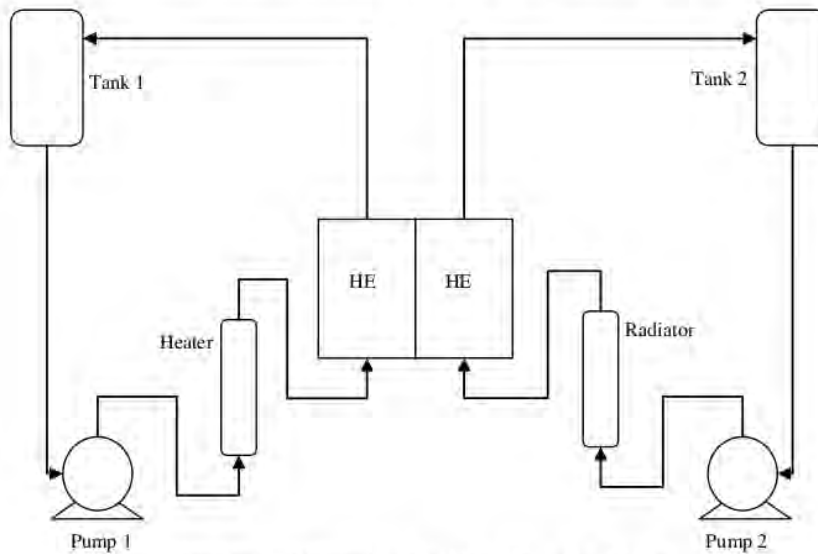 Tank 1
Tank 2
HE
HE
Heater
Radiator
Pump 1
Pump 2